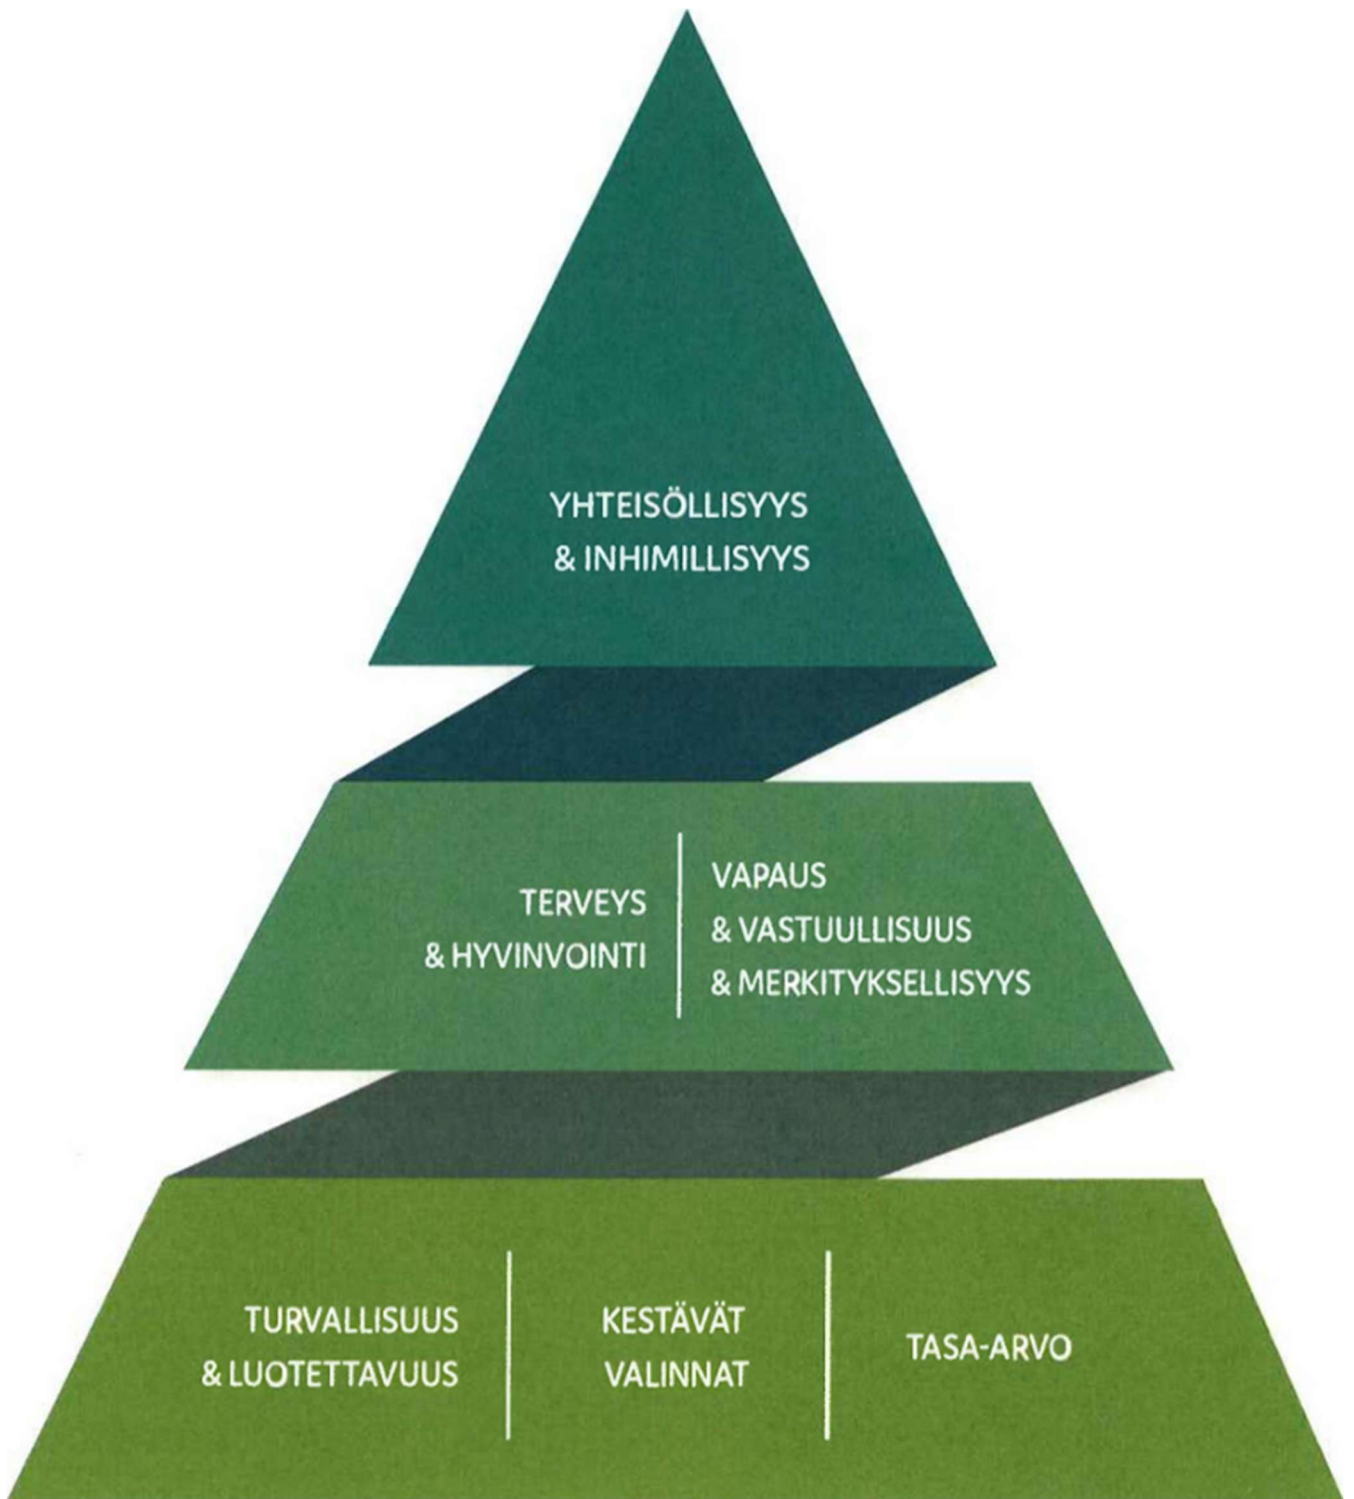 YHTEISÖLLISYYS
& INHIMILLISYYS
TERVEYS
& HYVINVOINTI
VAPAUS
& VASTUULLISUUS
& MERKITYKSELLISYYS
TURVALLISUUS
& LUOTETTAVUUS
KESTÄVÄT
VALINNAT
TASA-ARVO